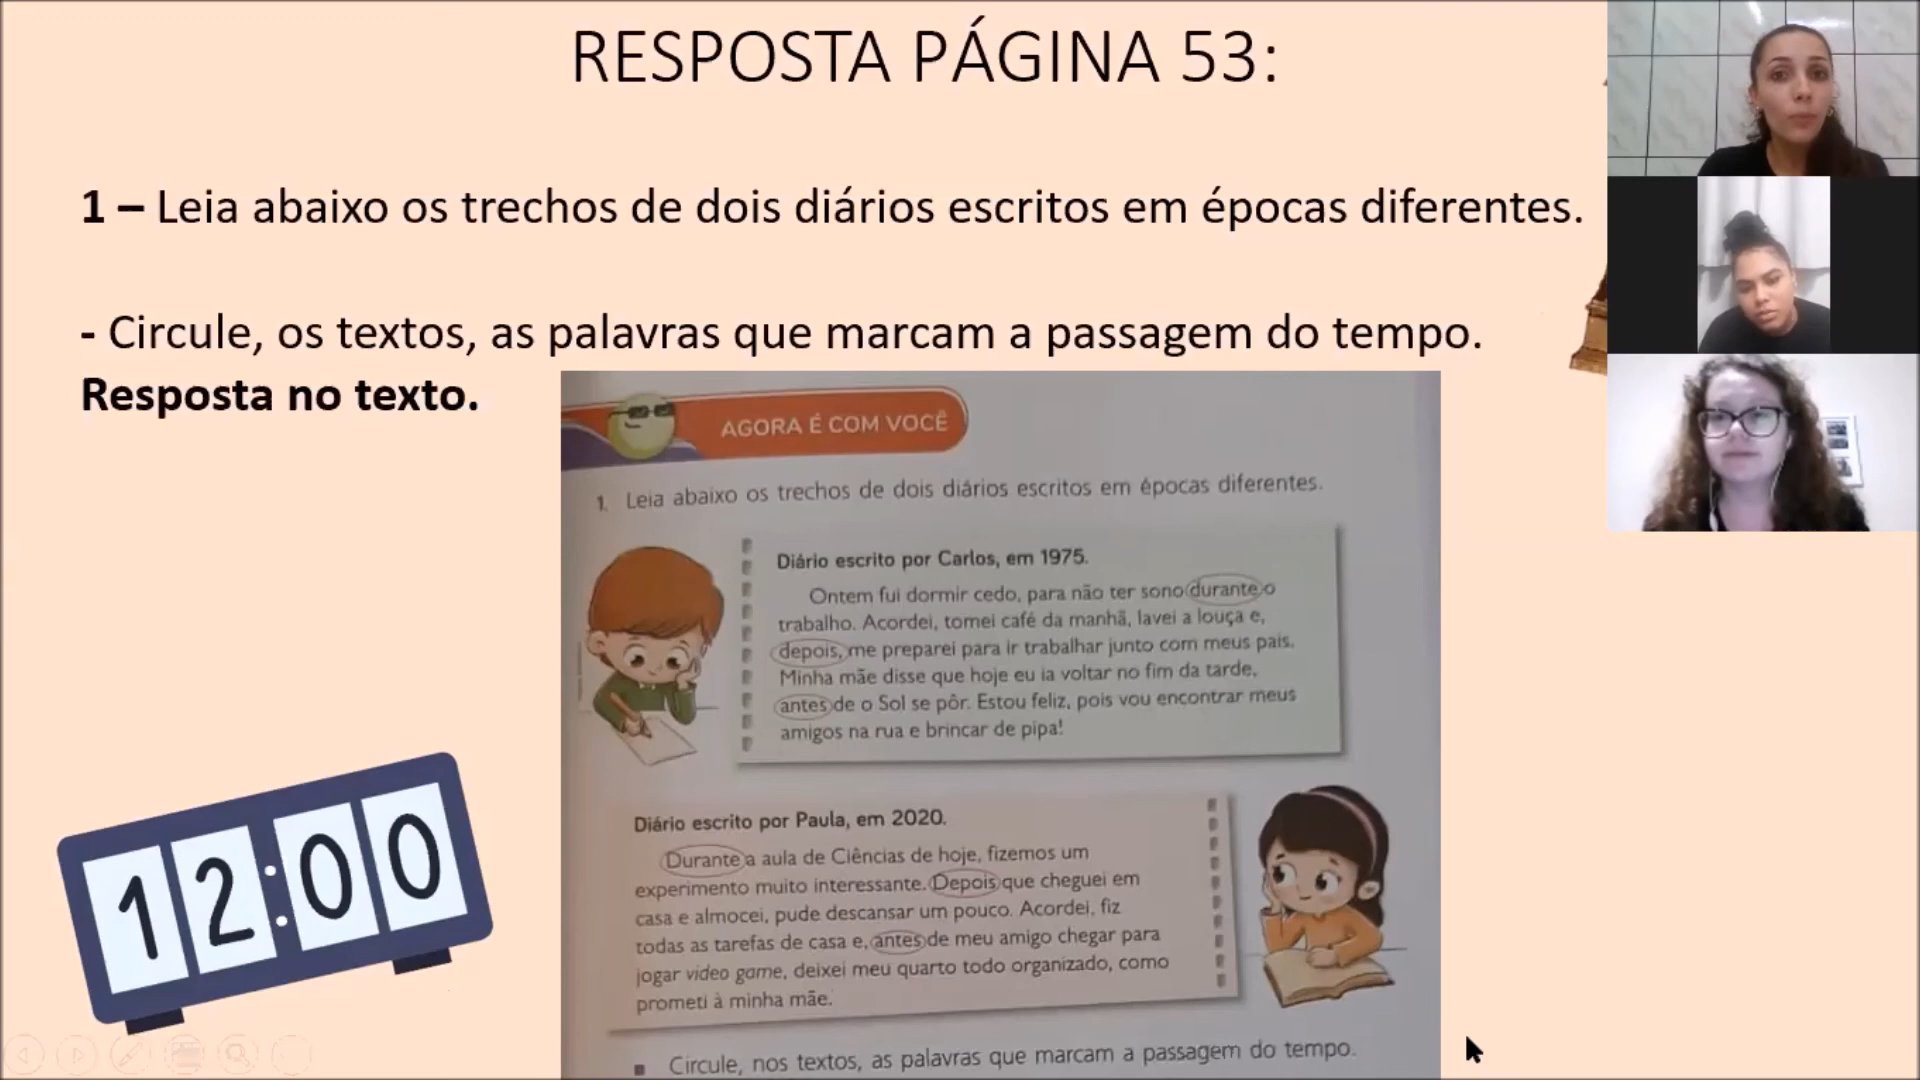 RESPOSTA PÁGINA 53:
1 – Leia abaixo os trechos de dois diários escritos em épocas diferentes.
- Circule, os textos, as palavras que marcam a passagem do tempo.
Resposta no texto.
AGORA É COM VOCÊ
1. Leia abaixo os trechos de dois diários escritos em épocas diferentes.
Diário escrito por Carlos, em 1975.
Ontem fui dormir cedo, para não ter sono durante o
trabalho. Acordei, tomei café da manhã, lavei a louça e,
depois, me preparei para ir trabalhar junto com meus pais.
Minha mãe disse que hoje eu ia voltar no fim da tarde,
antes de o Sol se pôr. Estou feliz, pois vou encontrar meus
amigos na rua e brincar de pipa!
Diário escrito por Paula, em 2020.
Durante a aula de Ciências de hoje, fizemos um
experimento muito interessante. Depois que cheguei em
casa e almocei, pude descansar um pouco. Acordei, fiz
todas as tarefas de casa e, antes de meu amigo chegar para
jogar video game, deixei meu quarto todo organizado, como
prometi à minha mãe.
■ Circule, nos textos, as palavras que marcam a passagem do tempo.
12:00